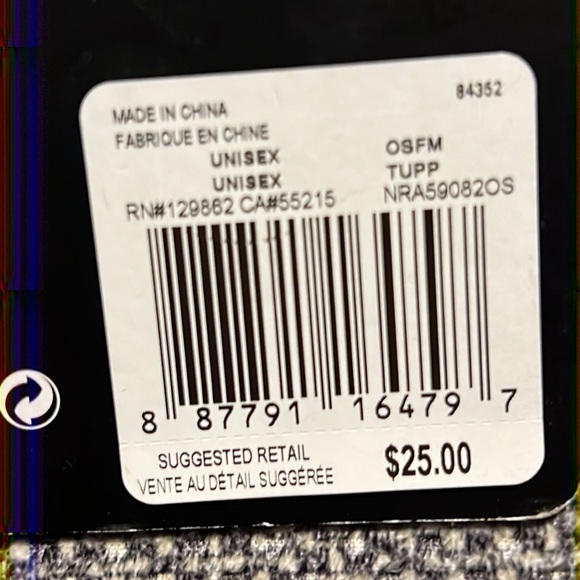 84352
MADE IN CHINA
FABRIQUE EN CHINE
UNISEX OSFM
UNISEX TUPP
RN#129862 CA#55215 NRA59082OS
8 87791 16479 7
SUGGESTED RETAIL $25.00
VENTE AU DÉTAIL SUGGÉRÉE